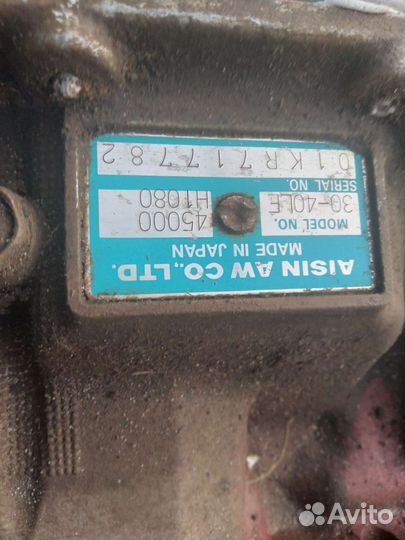 AISIN AW CO.,LTD.
MADE IN JAPAN
MODEL NO. 45000
30-40LE H1080
SERIAL NO.
01KR717782
Avito